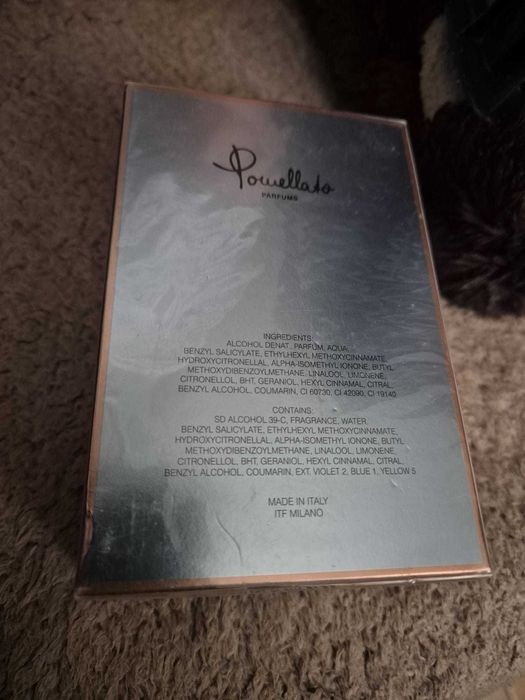 Pomellato
PARFUMS
INGREDIENTS:
ALCOHOL DENAT., PARFUM, AQUA,
BENZYL SALICYLATE, ETHYLHEXYL METHOXYCINNAMATE,
HYDROXYCITRONELLAL, ALPHA-ISOMETHYL IONONE, BUTYL
METHOXYDIBENZOYLMETHANE, LINALOOL, LIMONENE,
CITRONELLOL, BHT, GERANIOL, HEXYL CINNAMAL, CITRAL,
BENZYL ALCOHOL, COUMARIN, CI 60730, CI 42090, CI 19140
CONTAINS:
SD ALCOHOL 39-C, FRAGRANCE, WATER,
BENZYL SALICYLATE, ETHYLHEXYL METHOXYCINNAMATE,
HYDROXYCITRONELLAL, ALPHA-ISOMETHYL IONONE, BUTYL
METHOXYDIBENZOYLMETHANE, LINALOOL, LIMONENE,
CITRONELLOL, BHT, GERANIOL, HEXYL CINNAMAL, CITRAL,
BENZYL ALCOHOL, COUMARIN, EXT. VIOLET 2, BLUE 1, YELLOW 5
MADE IN ITALY
ITF MILANO